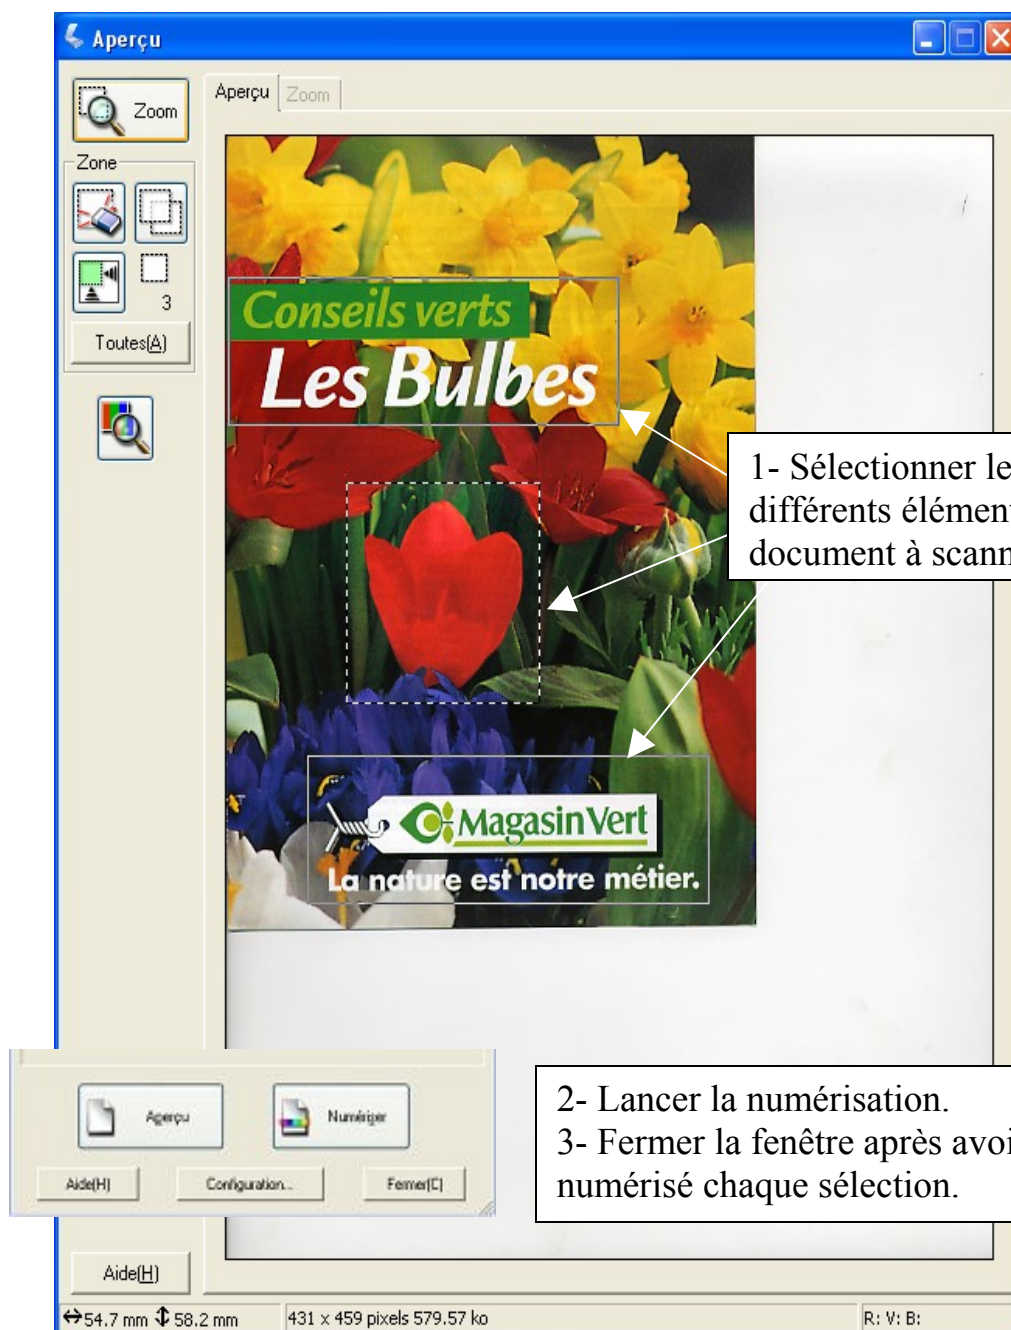 Aperçu
Zoom
Aperçu Zoom
Zone
3
Toutes(A)
Conseils verts
Les Bulbes
1- Sélectionner le
différents élémen
document à scann
MagasinVert
La nature est notre métier.
Aperçu Numériser
Aide(H) Configuration... Fermer(C)
2- Lancer la numérisation.
3- Fermer la fenêtre après avoi
numérisé chaque sélection.
Aide(H)
54.7 mm 58.2 mm 431 x 459 pixels 579.57 ko R: V: B: